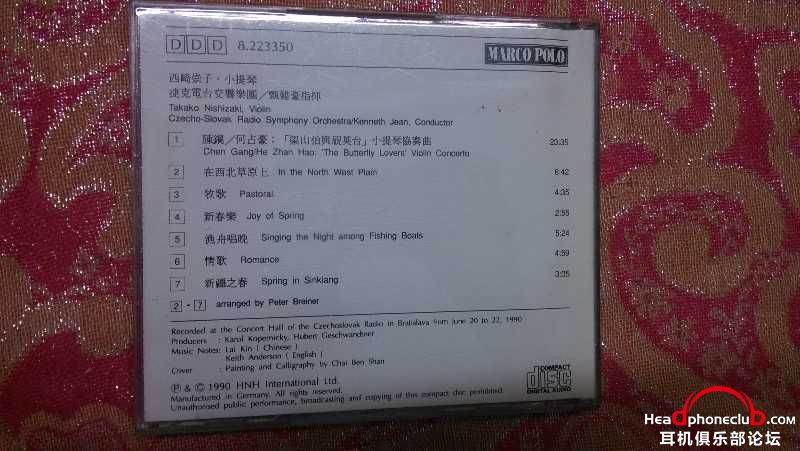 DDD 8.223350
MARCO POLO
西崎崇子·小提琴
捷克電台交響樂團／甄健豪指揮
Takako Nishizaki, Violin
Czecho-Slovak Radio Symphony Orchestra/Kenneth Jean, Conductor
1 陳鋼／何占豪：「梁山伯與祝英台」小提琴協奏曲 23:35
Chen Gang/He Zhan Hao: 'The Butterfly Lovers' Violin Concerto
2 在西北草原上 In the North West Plain 6:42
3 牧歌 Pastoral 4:35
4 新春樂 Joy of Spring 2:55
5 漁舟唱晚 Singing the Night among Fishing Boats 5:24
6 情歌 Romance 4:59
7 新疆之春 Spring in Sinkiang 3:05
2 - 7 arranged by Peter Breiner
Recorded at the Concert Hall of the Czechoslovak Radio in Bratislava from June 20 to 22, 1990
Producers : Karol Kopernicky, Hubert Geschwandtner
Music Notes: Lai Kin ( Chinese )
Keith Anderson ( English )
Cover : Painting and Calligraphy by Chai Ben Shan
℗ & © 1990 HNH International Ltd.
Manufactured in Germany. All rights reserved.
Unauthorised public performance, broadcasting and copying of this compact disc prohibited.
COMPACT
disc
DIGITAL AUDIO
Headphoneclub.com
耳机俱乐部论坛